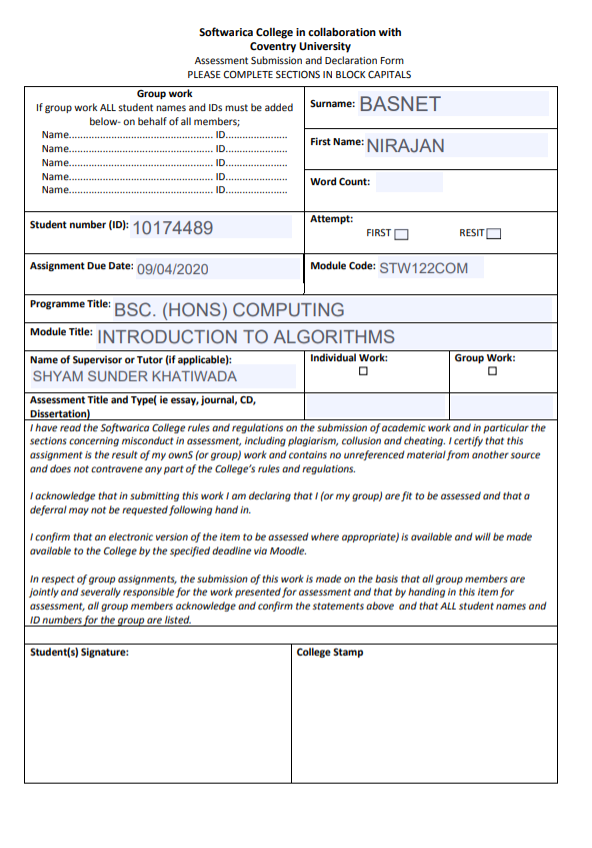 Softwarica College in collaboration with
Coventry University
Assessment Submission and Declaration Form
PLEASE COMPLETE SECTIONS IN BLOCK CAPITALS
Group work
If group work ALL student names and IDs must be added
below- on behalf of all members;
Name.................................................. ID.....................
Name.................................................. ID.....................
Name.................................................. ID.....................
Name.................................................. ID.....................
Name.................................................. ID.....................
Surname: BASNET
First Name: NIRAJAN
Word Count:
Student number (ID): 10174489
Attempt:
FIRST RESIT
Assignment Due Date: 09/04/2020
Module Code: STW122COM
Programme Title: BSC. (HONS) COMPUTING
Module Title: INTRODUCTION TO ALGORITHMS
Name of Supervisor or Tutor (if applicable):
SHYAM SUNDER KHATIWADA
Individual Work:
Group Work:
Assessment Title and Type( ie essay, journal, CD,
Dissertation)
I have read the Softwarica College rules and regulations on the submission of academic work and in particular the
sections concerning misconduct in assessment, including plagiarism, collusion and cheating. I certify that this
assignment is the result of my ownS (or group) work and contains no unreferenced material from another source
and does not contravene any part of the College's rules and regulations.
I acknowledge that in submitting this work I am declaring that I (or my group) are fit to be assessed and that a
deferral may not be requested following hand in.
I confirm that an electronic version of the item to be assessed where appropriate) is available and will be made
available to the College by the specified deadline via Moodle.
In respect of group assignments, the submission of this work is made on the basis that all group members are
jointly and severally responsible for the work presented for assessment and that by handing in this item for
assessment, all group members acknowledge and confirm the statements above and that ALL student names and
ID numbers for the group are listed.
Student(s) Signature:
College Stamp